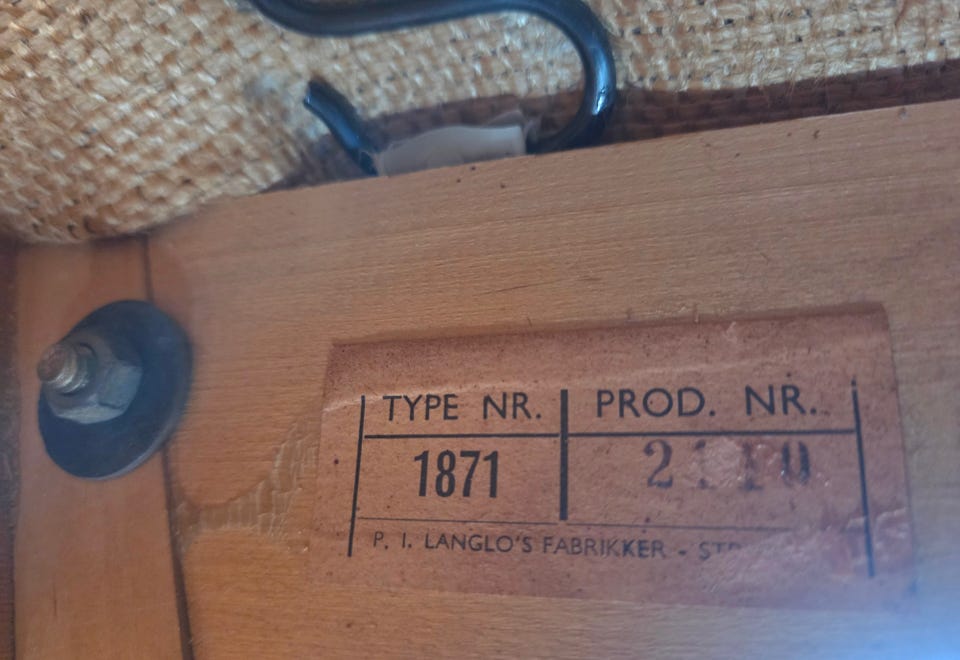 TYPE NR. PROD. NR.
1871
P. I. LANGLO'S FABRIKKER -